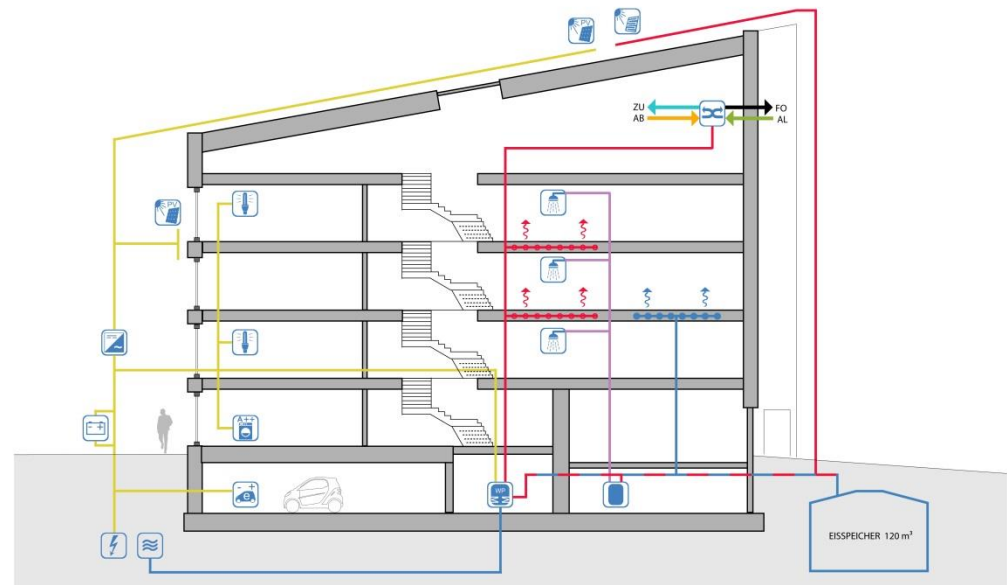 PV
ZU
AB
FO
AL
PV
A++
- +
- e +
WP
EISSPEICHER 120 m³